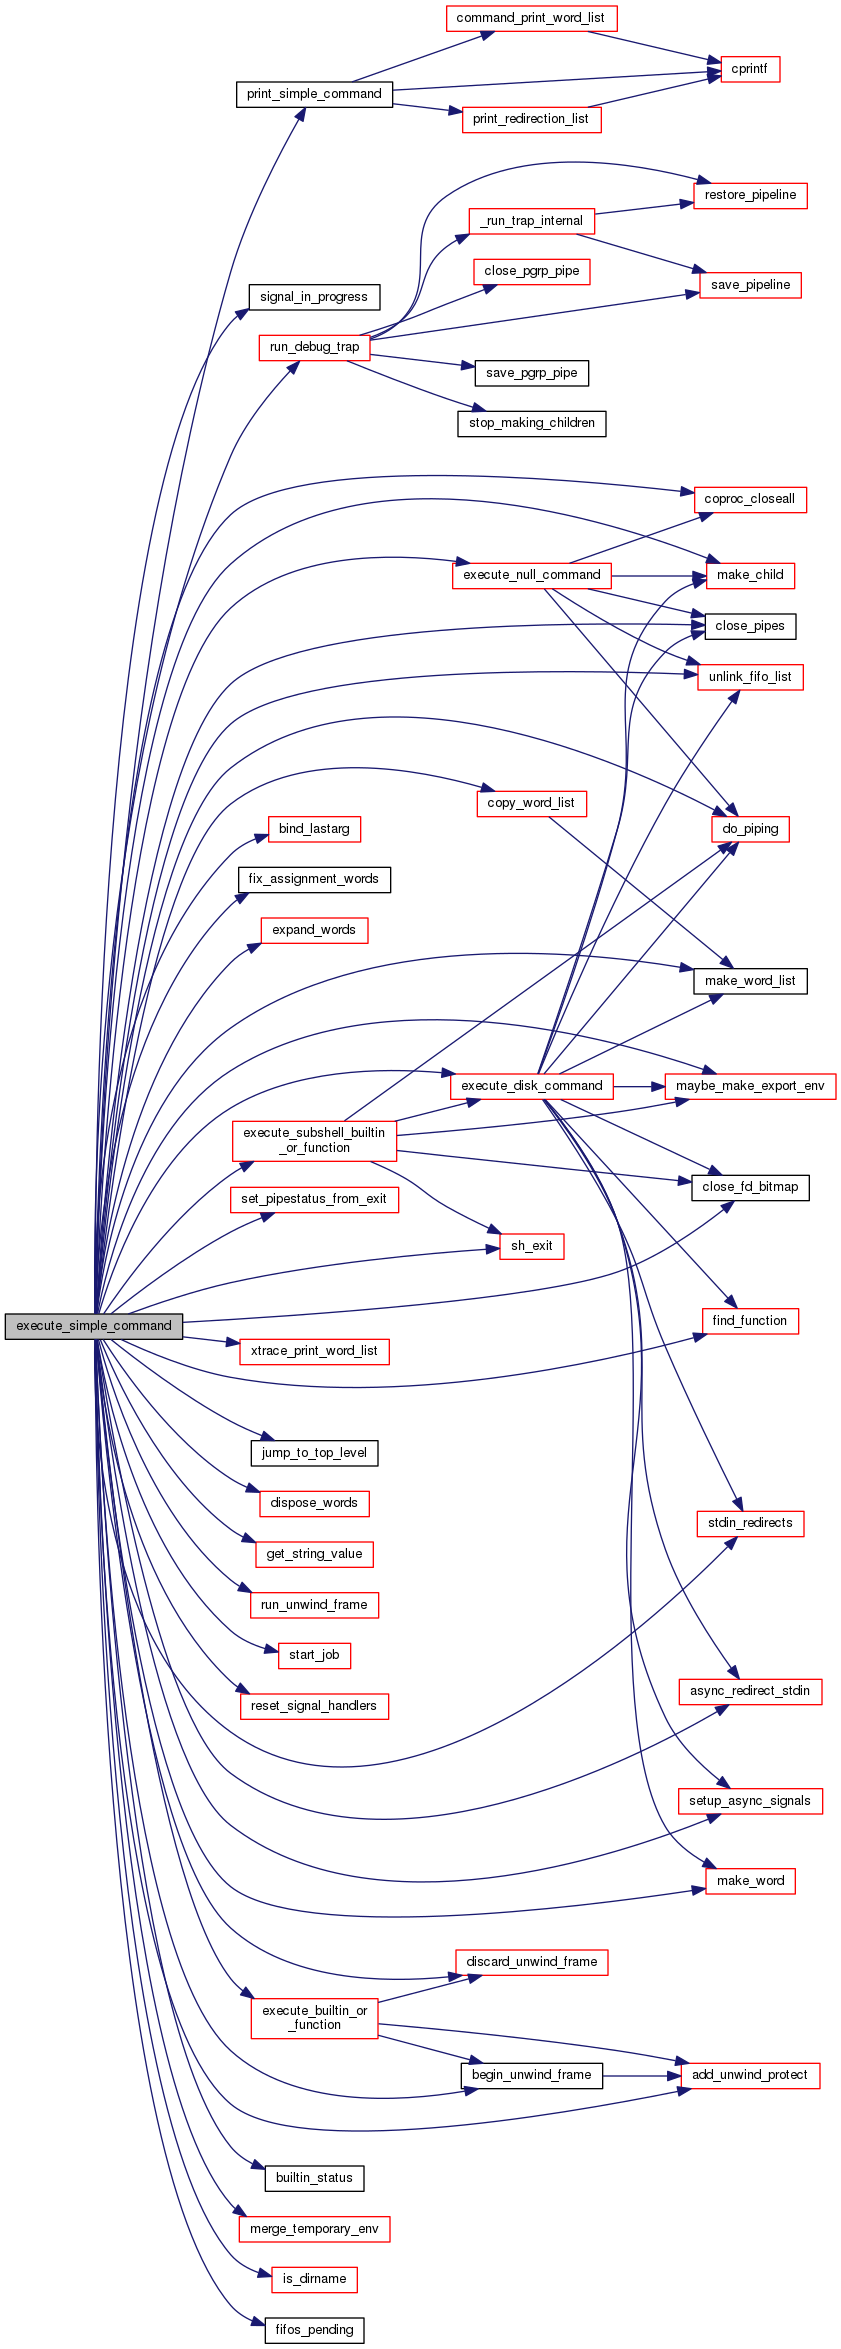 command_print_word_list
cprintf
print_simple_command
print_redirection_list
restore_pipeline
_run_trap_internal
close_pgrp_pipe
save_pipeline
signal_in_progress
run_debug_trap
save_pgrp_pipe
stop_making_children
coproc_closeall
execute_null_command
make_child
close_pipes
unlink_fifo_list
copy_word_list
bind_lastarg
do_piping
fix_assignment_words
expand_words
make_word_list
execute_disk_command
maybe_make_export_env
execute_subshell_builtin
_or_function
close_fd_bitmap
set_pipestatus_from_exit
sh_exit
find_function
execute_simple_command
xtrace_print_word_list
jump_to_top_level
dispose_words
stdin_redirects
get_string_value
run_unwind_frame
start_job
async_redirect_stdin
reset_signal_handlers
setup_async_signals
make_word
discard_unwind_frame
execute_builtin_or
_function
begin_unwind_frame
add_unwind_protect
builtin_status
merge_temporary_env
is_dirname
fifos_pending